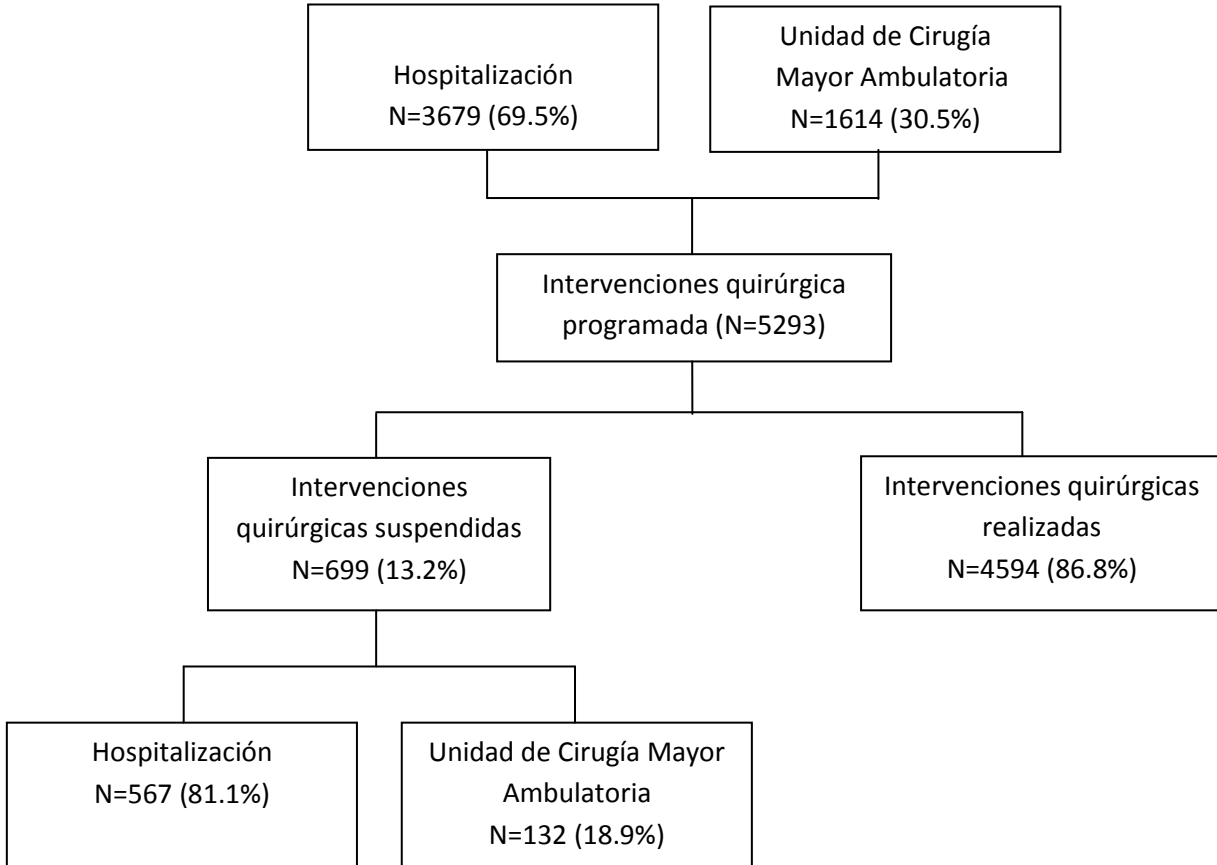 Hospitalización
N=3679 (69.5%)
Unidad de Cirugía
Mayor Ambulatoria
N=1614 (30.5%)
Intervenciones quirúrgica
programada (N=5293)
Intervenciones
quirúrgicas suspendidas
N=699 (13.2%)
Intervenciones quirúrgicas
realizadas
N=4594 (86.8%)
Hospitalización
N=567 (81.1%)
Unidad de Cirugía Mayor
Ambulatoria
N=132 (18.9%)